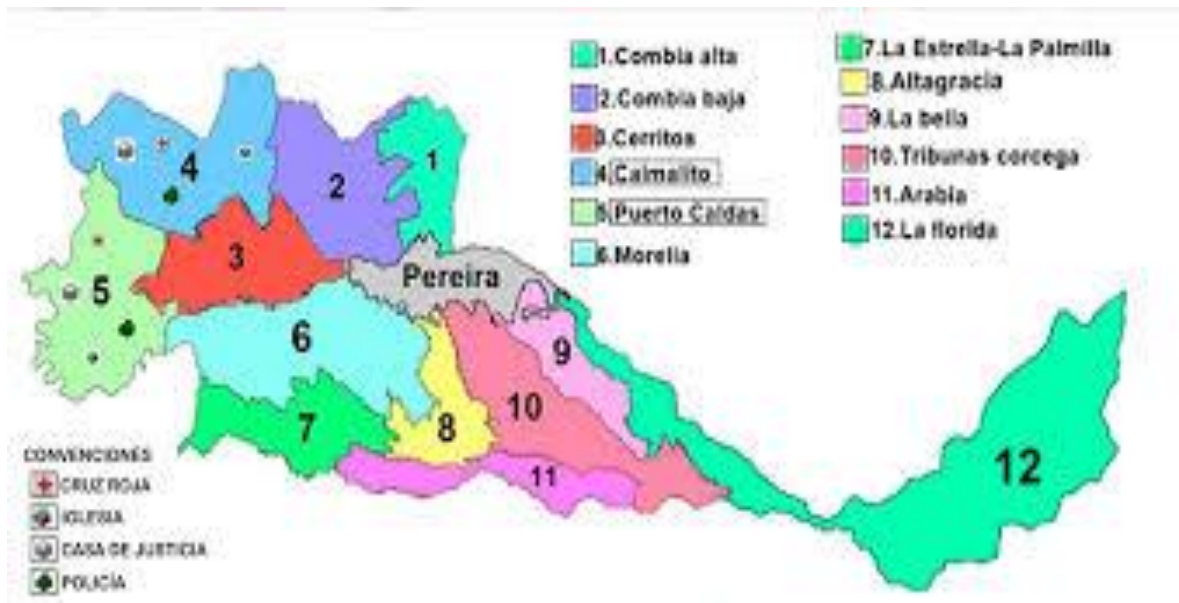 1.Combia alta
2.Combia baja
3.Cerritos
4.Calmalito
5.Puerto Caldas
6.Morelia
7.La Estrella-La Palmilla
8.Altagracia
9.La bella
10.Tribunas corcega
11.Arabia
12.La florida
4
2
1
3
Pereira
5
6
9
10
7
8
11
12
CONVENCIONES
CRUZ ROJA
IGLESIA
CASA DE JUSTICIA
POLICÍA